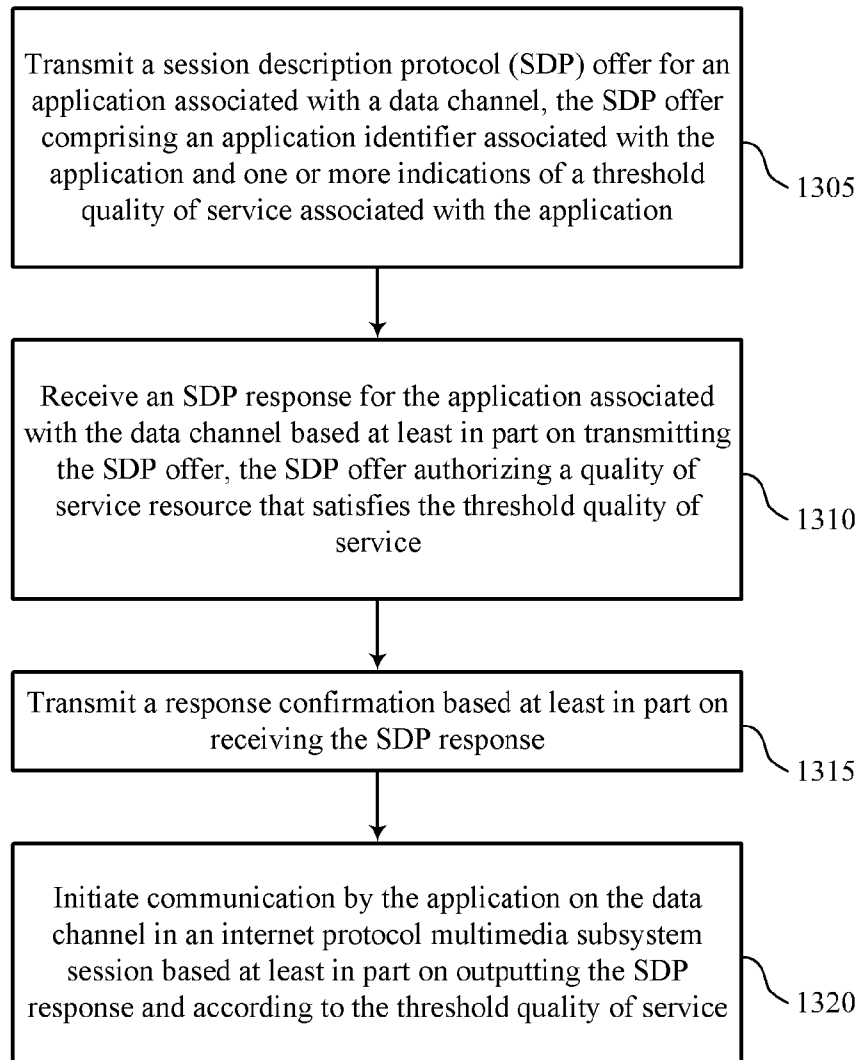 Transmit a session description protocol (SDP) offer for an
application associated with a data channel, the SDP offer
comprising an application identifier associated with the
application and one or more indications of a threshold
quality of service associated with the application
1305
Receive an SDP response for the application associated
with the data channel based at least in part on transmitting
the SDP offer, the SDP offer authorizing a quality of
service resource that satisfies the threshold quality of
service
1310
Transmit a response confirmation based at least in part on
receiving the SDP response
1315
Initiate communication by the application on the data
channel in an internet protocol multimedia subsystem
session based at least in part on outputting the SDP
response and according to the threshold quality of service
1320